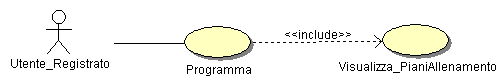 <<include>>
Utente_Registrato
Programma
Visualizza_PianiAllenamento